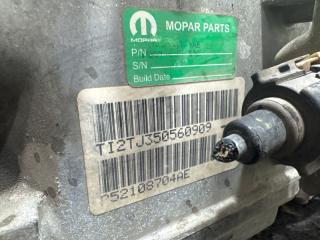 MOPAR PARTS
MOPAR
P/N
S/N
Build Date
TI2TJ350560909
P52108704AE